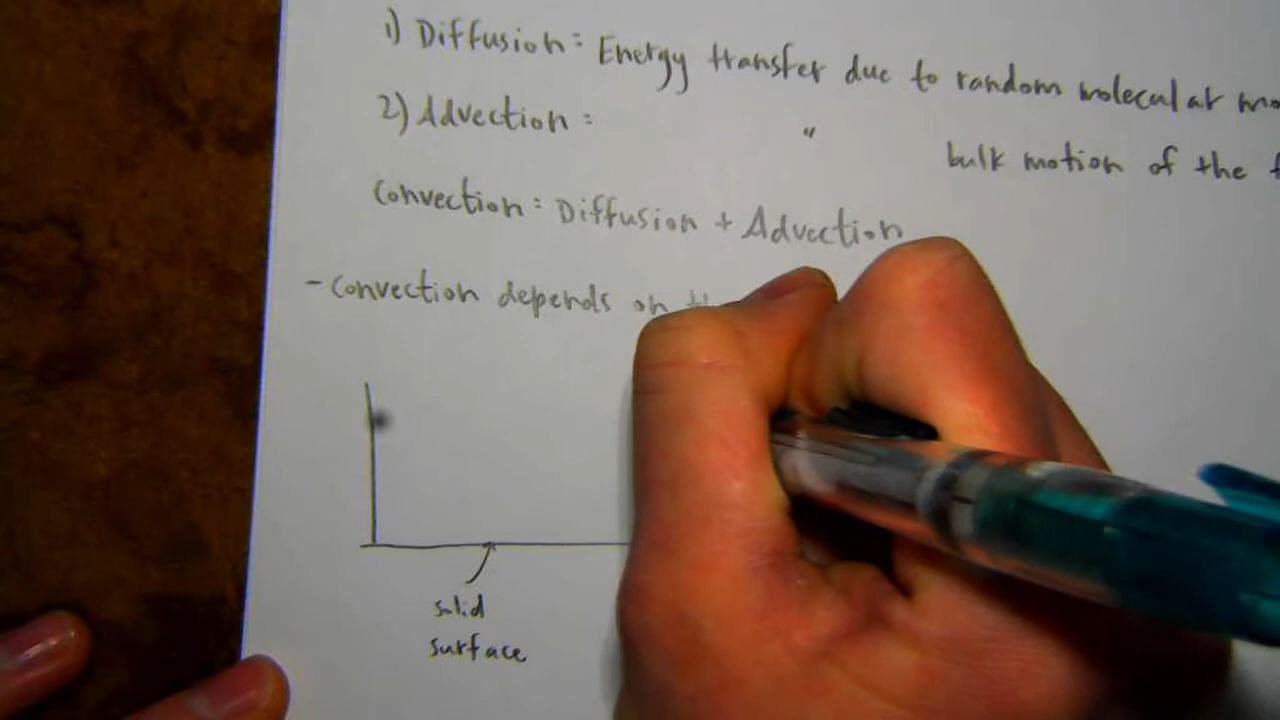 1) Diffusion: Energy transfer due to random molecular
2) Advection: " bulk motion of the
Convection: Diffusion + Advection
- Convection depends on
solid
surface